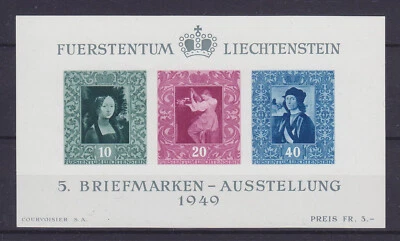 FUERSTENTUM LIECHTENSTEIN
10 20 40
5. BRIEFMARKEN – AUSSTELLUNG
1949
COURVOISIER S.A. PREIS FR. 3.–